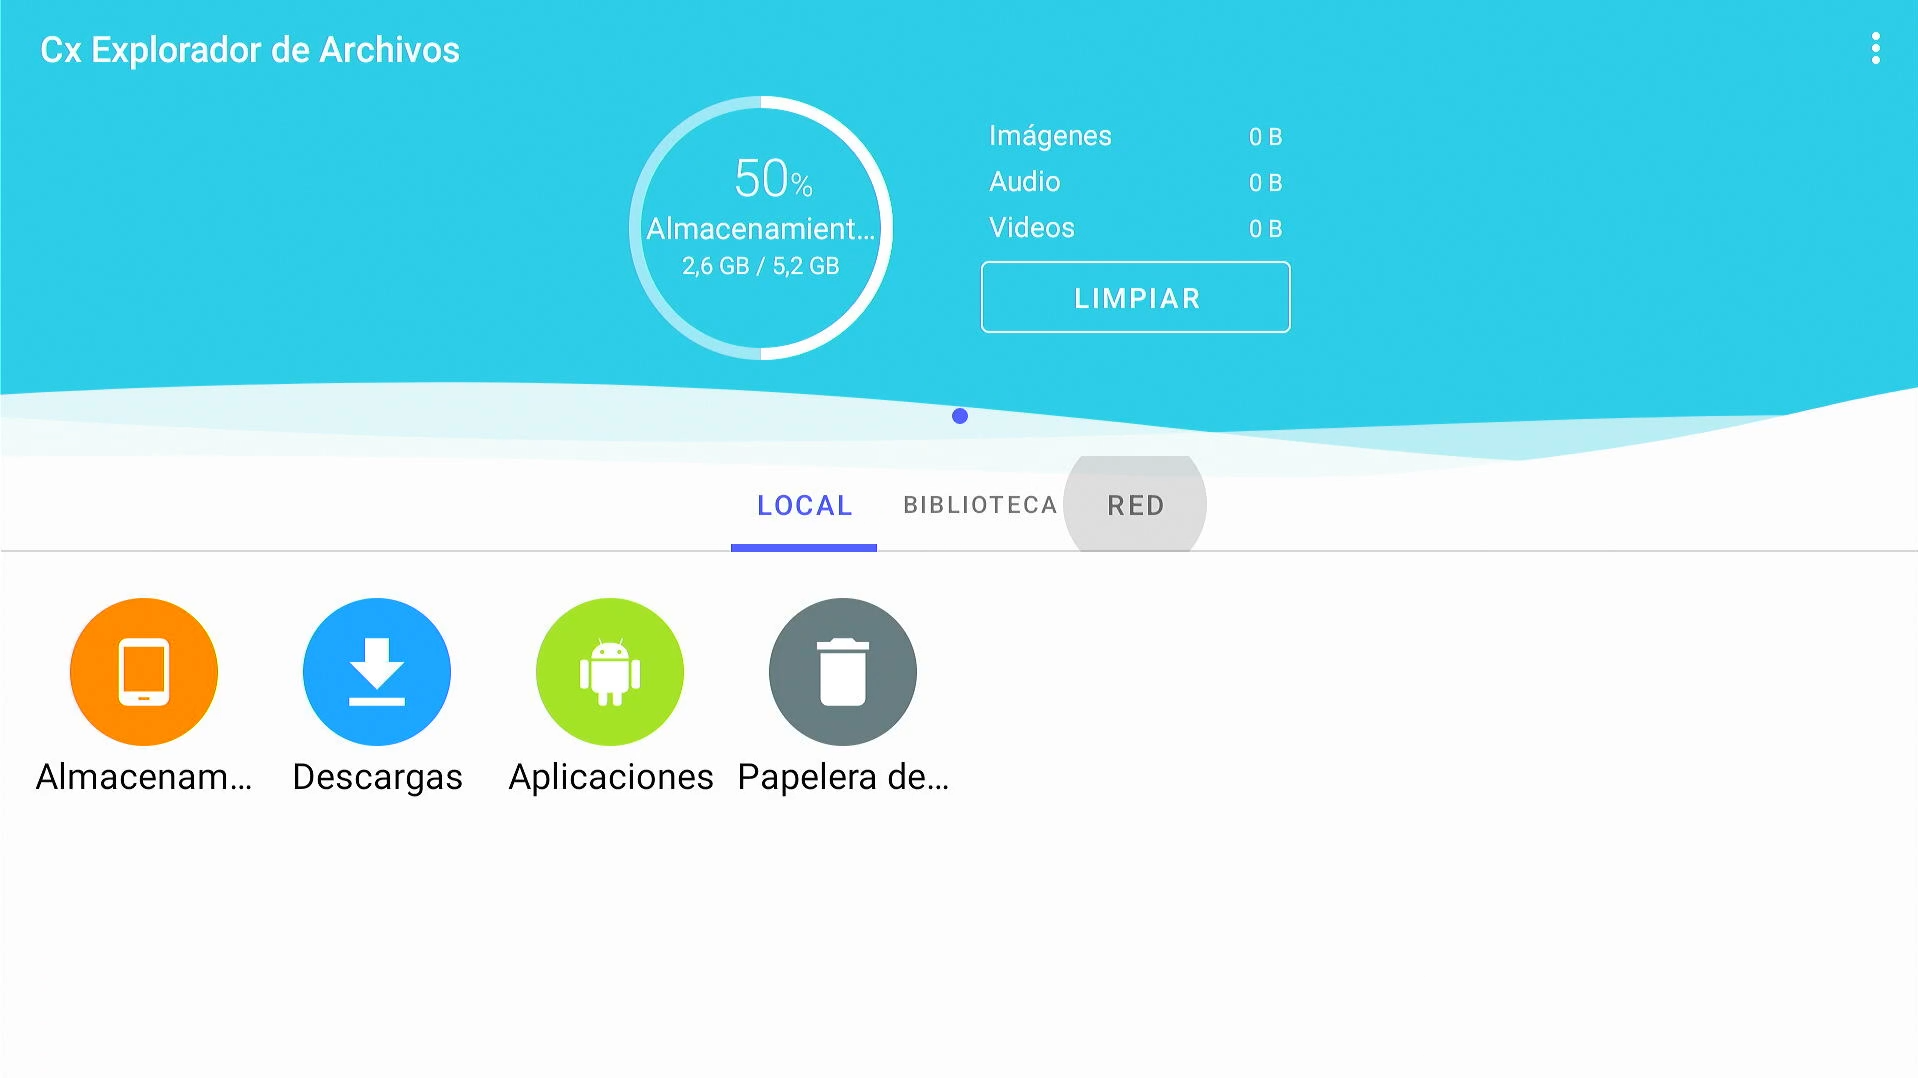 Cx Explorador de Archivos
50%
Almacenamient...
2,6 GB / 5,2 GB
Imágenes 0 B
Audio 0 B
Videos 0 B
LIMPIAR
LOCAL BIBLIOTECA RED
Almacenam... Descargas Aplicaciones Papelera de...